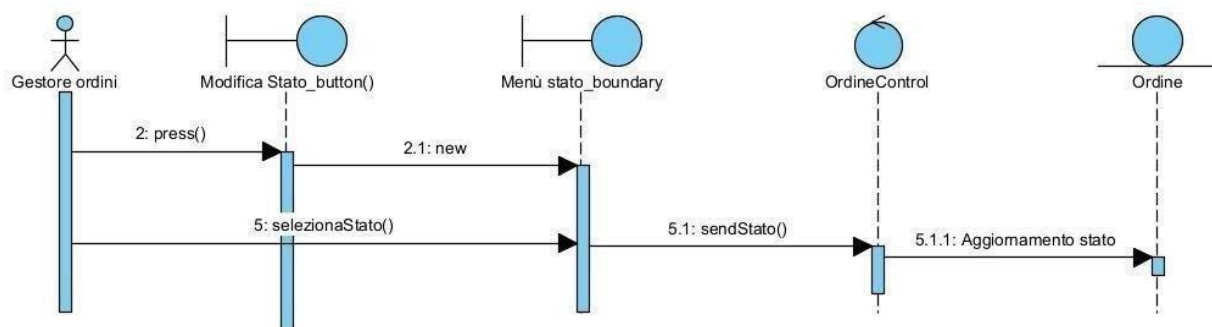 Gestore ordini
Modifica Stato_button()
Menù stato_boundary
OrdineControl
Ordine
2: press()
2.1: new
5: selezionaStato()
5.1: sendStato()
5.1.1: Aggiornamento stato